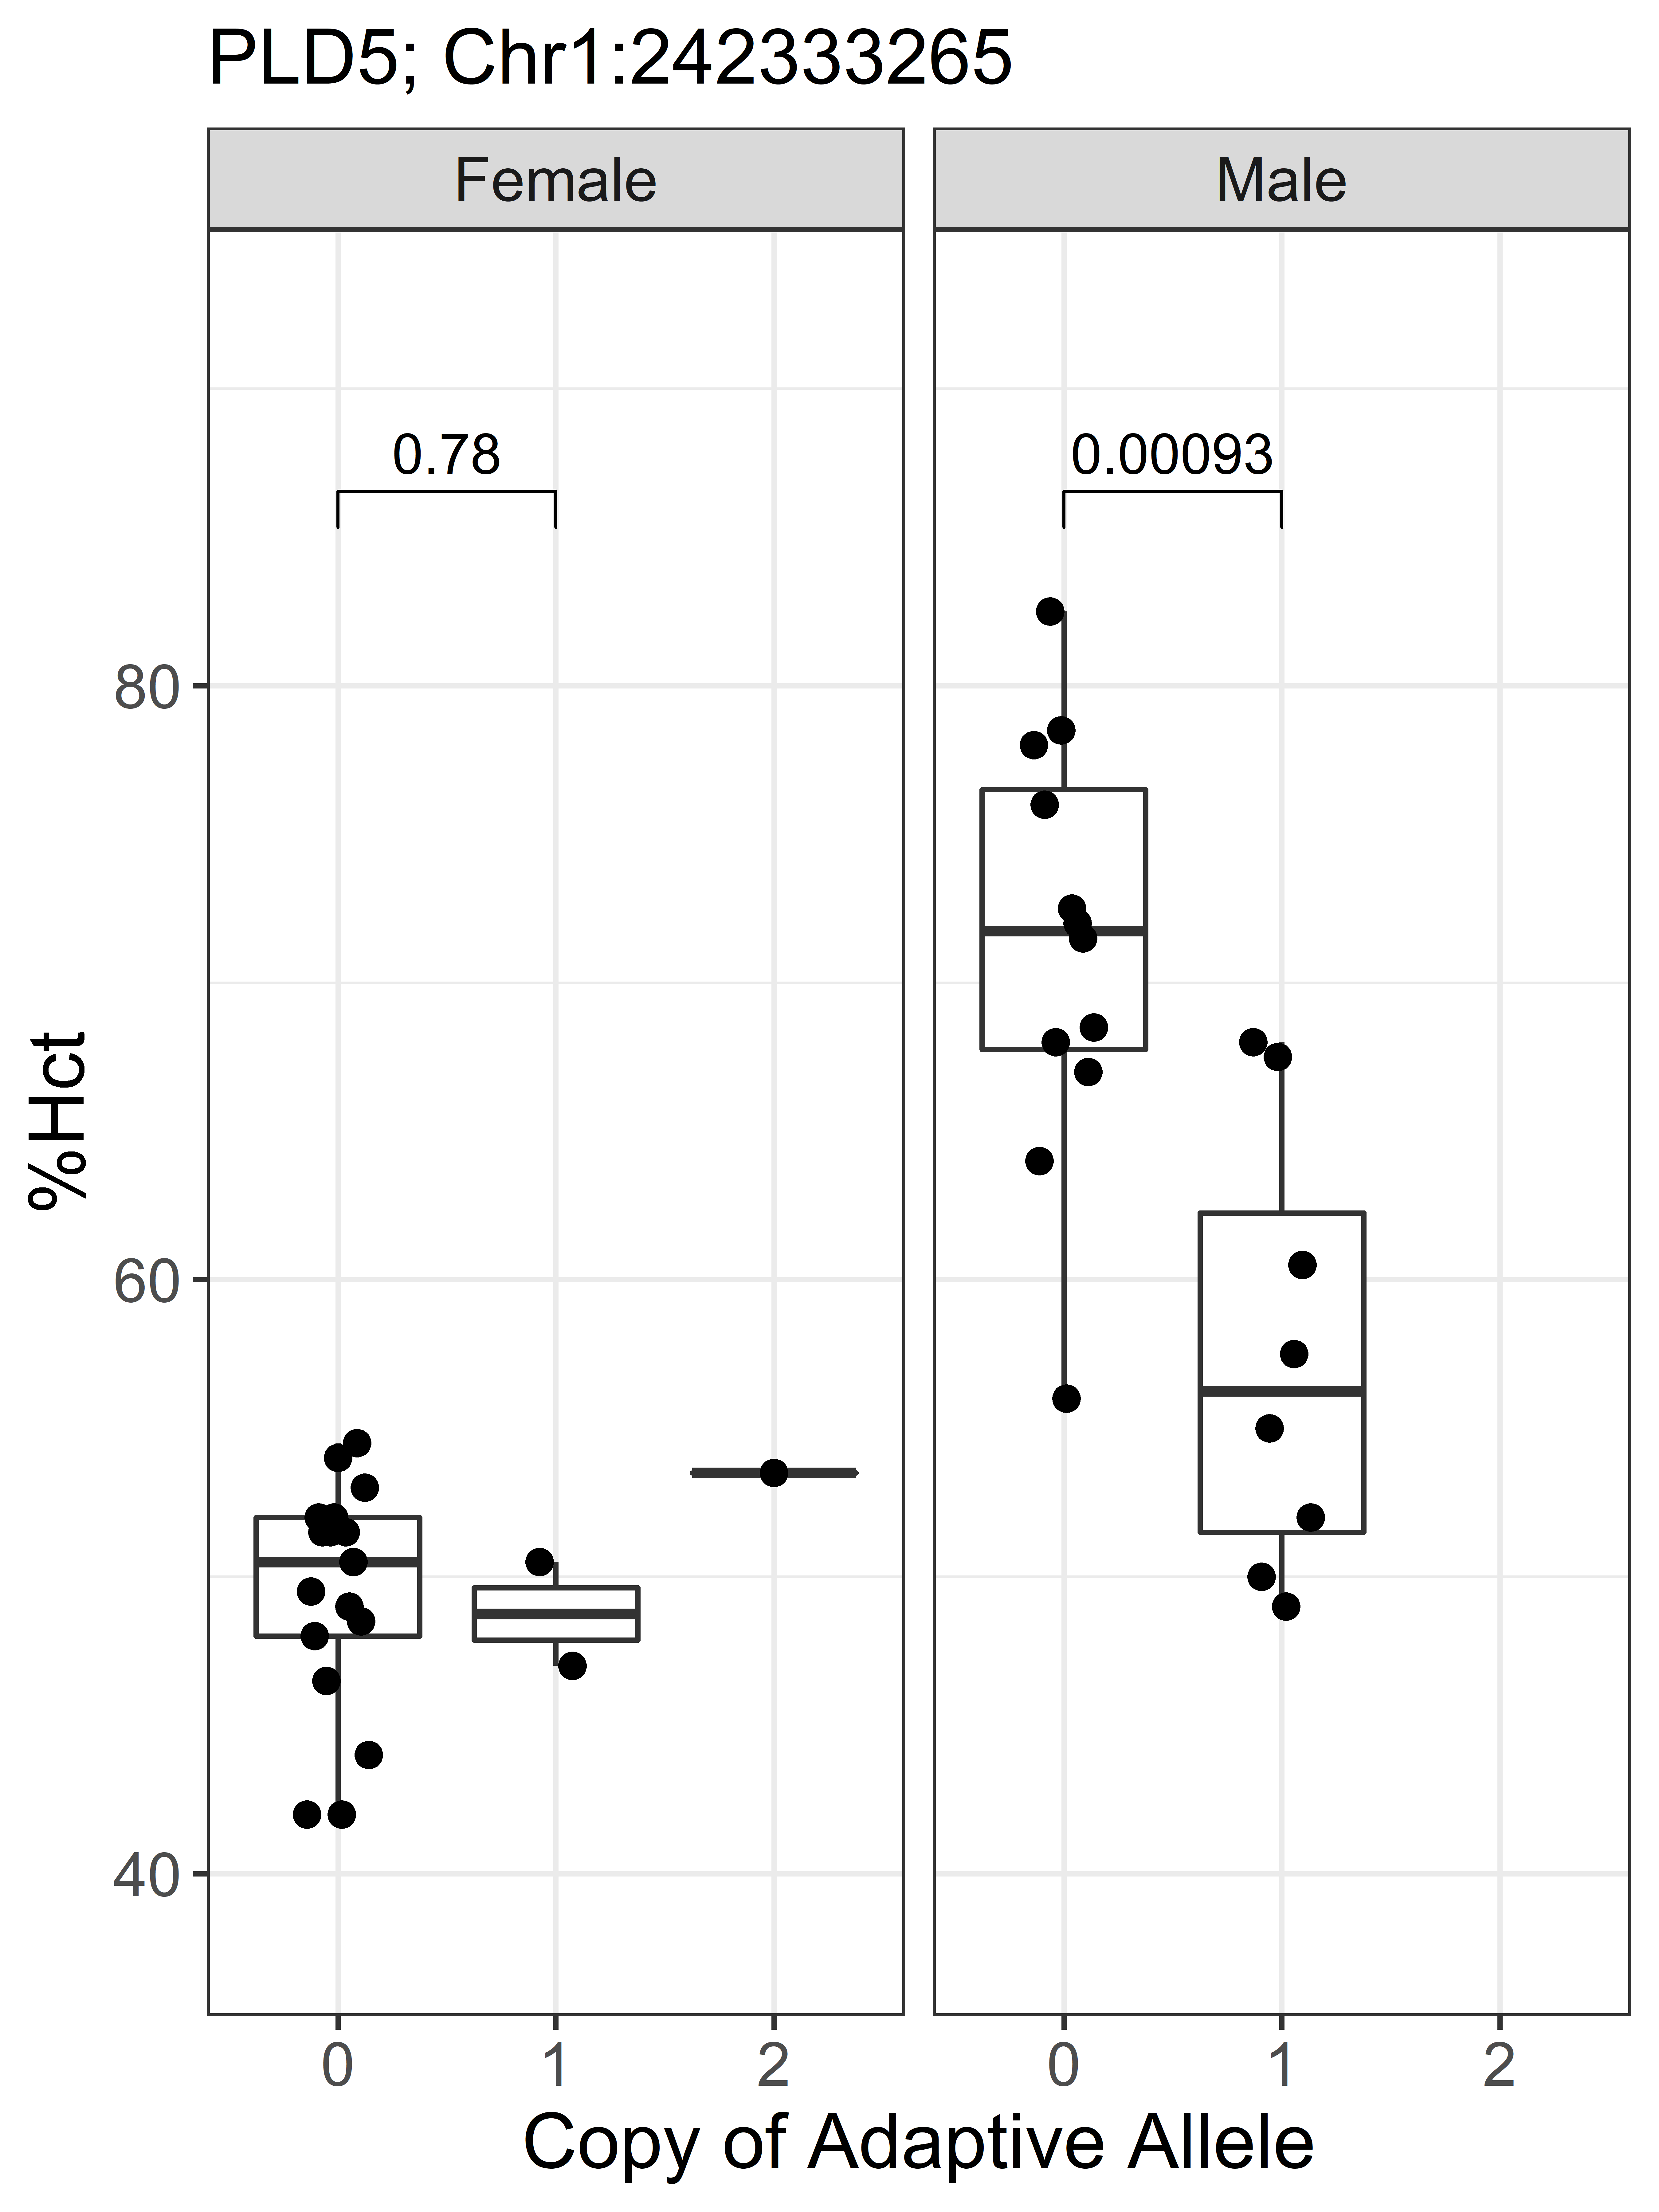 PLD5; Chr1:242333265
Female
Male
0.78
0.00093
80
60
40
%Hct
0 1 2
0 1 2
Copy of Adaptive Allele